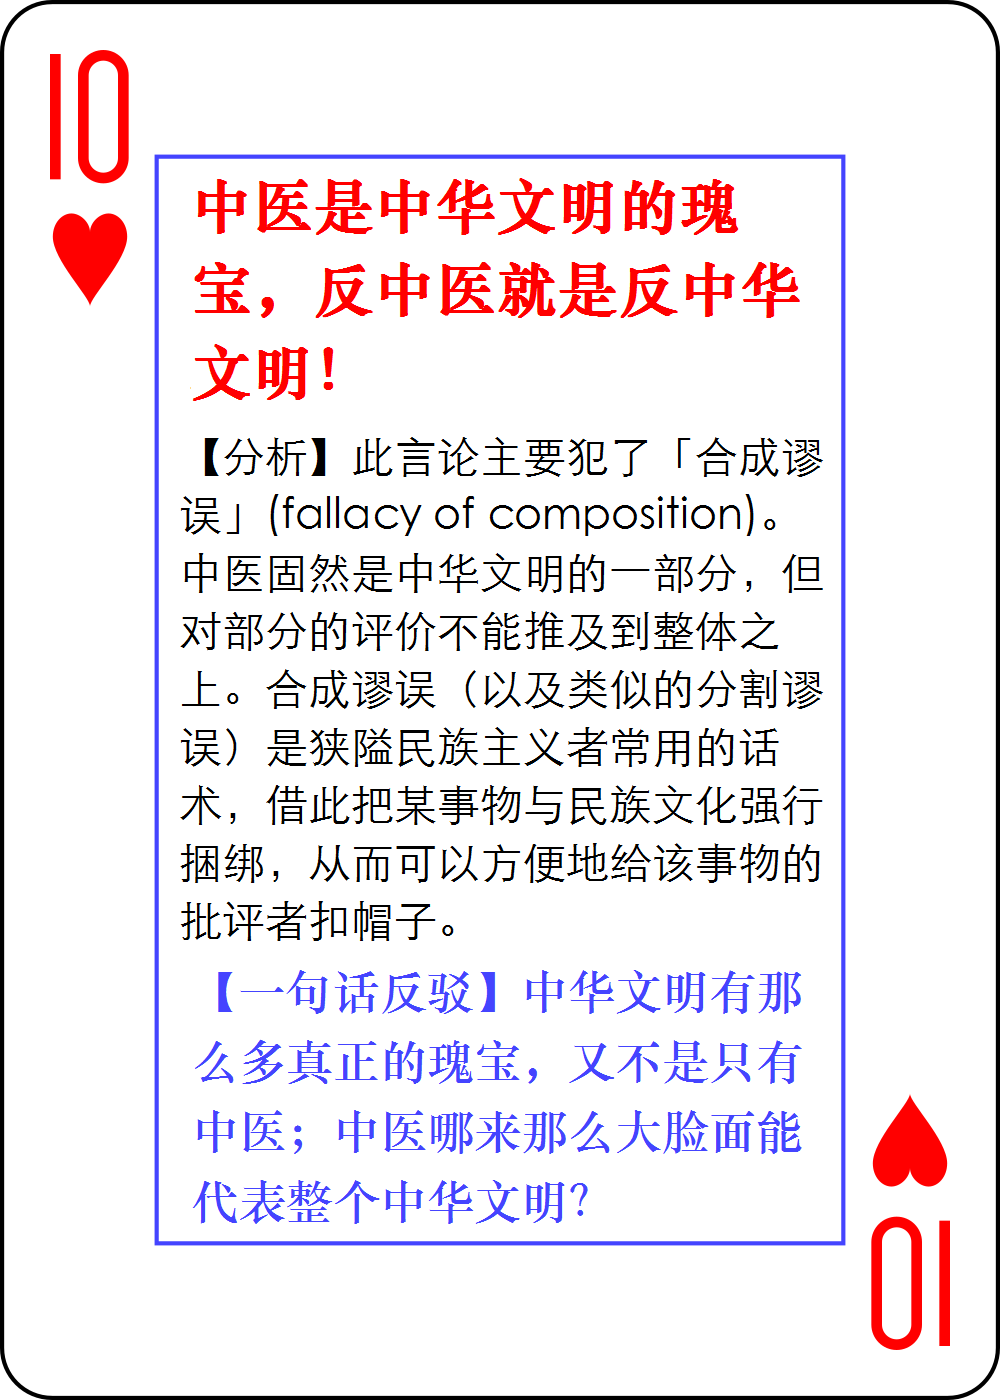 10
中医是中华文明的瑰
宝，反中医就是反中华
文明！
【分析】此言论主要犯了「合成谬
误」(fallacy of composition)。
中医固然是中华文明的一部分，但
对部分的评价不能推及到整体之
上。合成谬误（以及类似的分割谬
误）是狭隘民族主义者常用的话
术，借此把某事物与民族文化强行
捆绑，从而可以方便地给该事物的
批评者扣帽子。
【一句话反驳】中华文明有那
么多真正的瑰宝，又不是只有
中医；中医哪来那么大脸面能
代表整个中华文明？
10